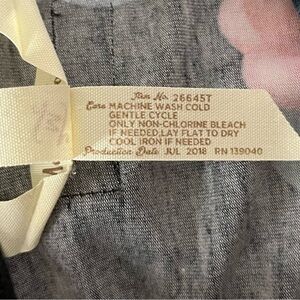 Item No. 26645T
Care MACHINE WASH COLD
GENTLE CYCLE
ONLY NON-CHLORINE BLEACH
IF NEEDED, LAY FLAT TO DRY
COOL IRON IF NEEDED
Production Date JUL 2018 RN 139040